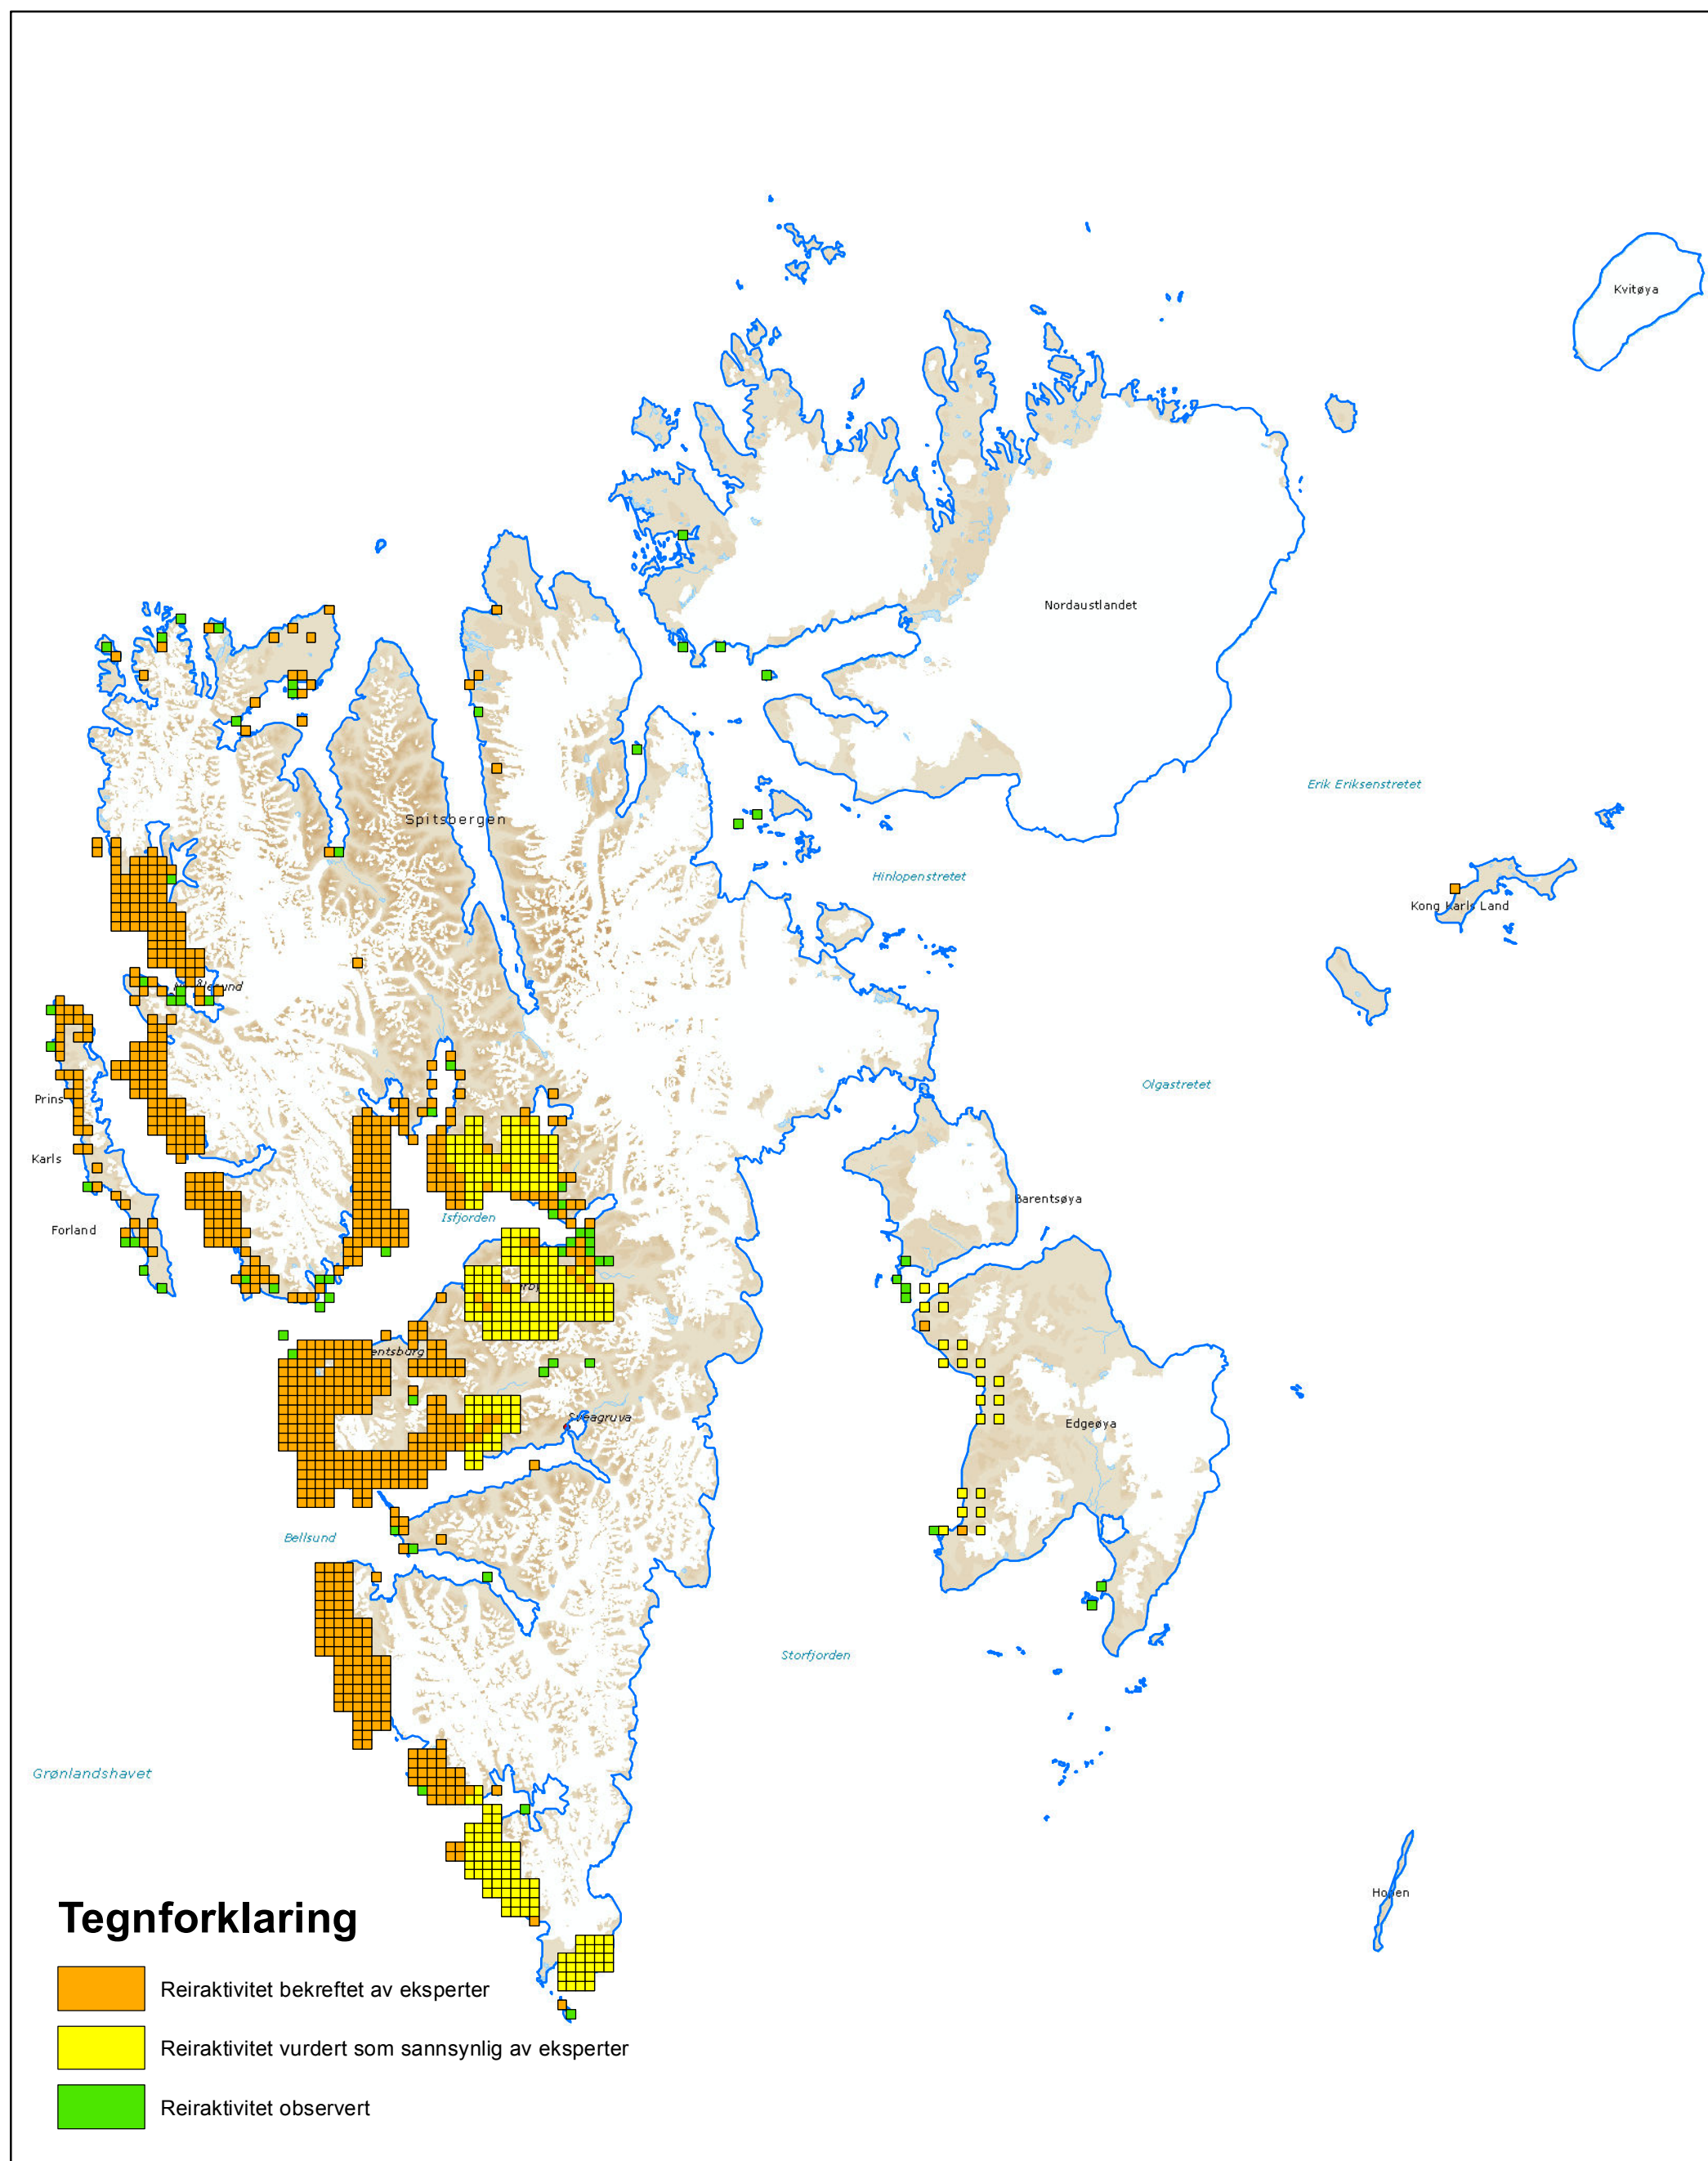 Kvitøya
Nordaustlandet
Erik Eriksenstretet
Spitsbergen
Hinlopenstretet
Kong Karls Land
Olgastretet
Prins
Karls
Forland
Barentsøya
Isfjorden
Edgeøya
Sveagruva
Bellsund
Storfjorden
Grønlandshavet
Hopen
Tegnforklaring
Reiraktivitet bekreftet av eksperter
Reiraktivitet vurdert som sannsynlig av eksperter
Reiraktivitet observert